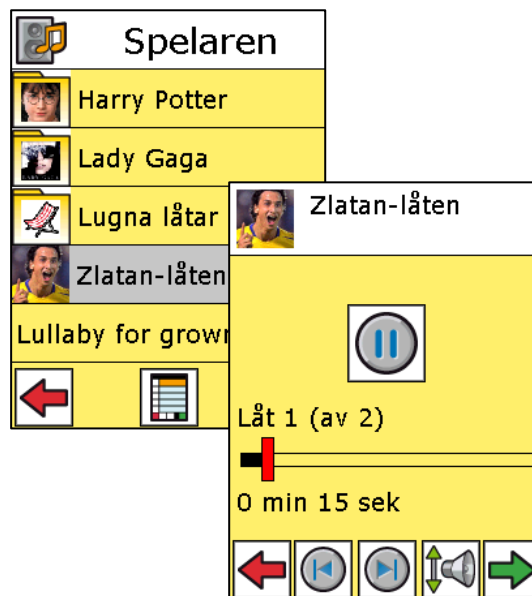 Spelaren
Harry Potter
Lady Gaga
Lugna låtar
Zlatan-låten
Lullaby for grown
Zlatan-låten
Låt 1 (av 2)
0 min 15 sek